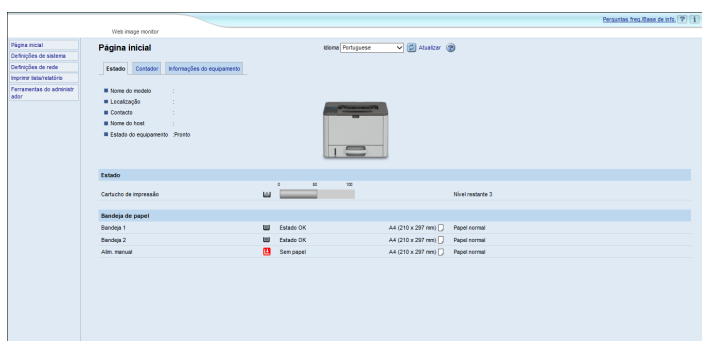 Perguntas freq./Base de info. ? i
Web image monitor
Página inicial
Definições de sistema
Definições de rede
Imprimir lista/relatório
Ferramentas do administr
ador
Página inicial
Idioma Portuguese Atualizar ?
Estado Contador Informações do equipamento
Nome do modelo :
Localização :
Contacto :
Nome do host :
Estado do equipamento :Pronto
Estado
0 50 100
Cartucho de impressão Nível restante 3
Bandeja de papel
Bandeja 1 Estado OK A4 (210 x 297 mm) Papel normal
Bandeja 2 Estado OK A4 (210 x 297 mm) Papel normal
Alim. manual Sem papel A4 (210 x 297 mm) Papel normal